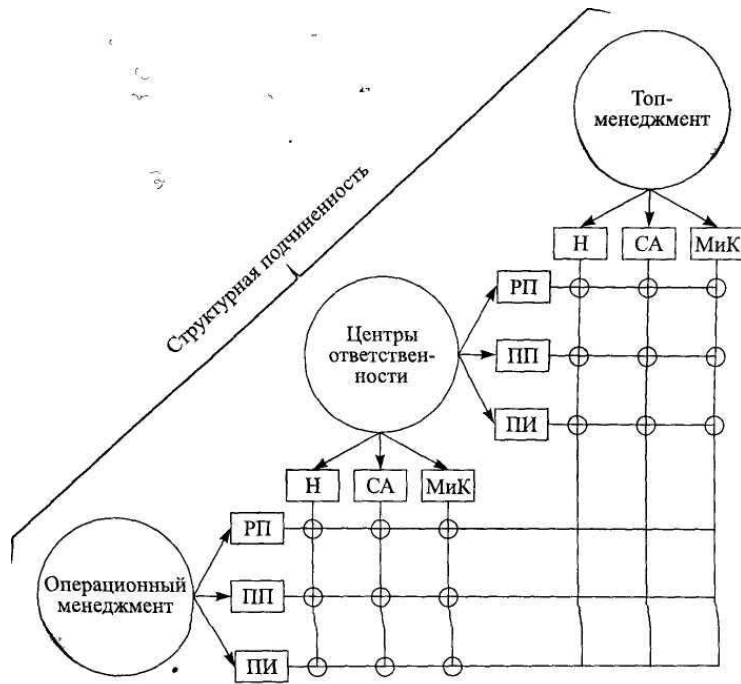 Топ-
менеджмент
Структурная подчиненность
Н СА МиК
РП
Центры
ответствен-
ности
ПП
ПИ
Н СА МиК
РП
Операционный
менеджмент
ПП
ПИ